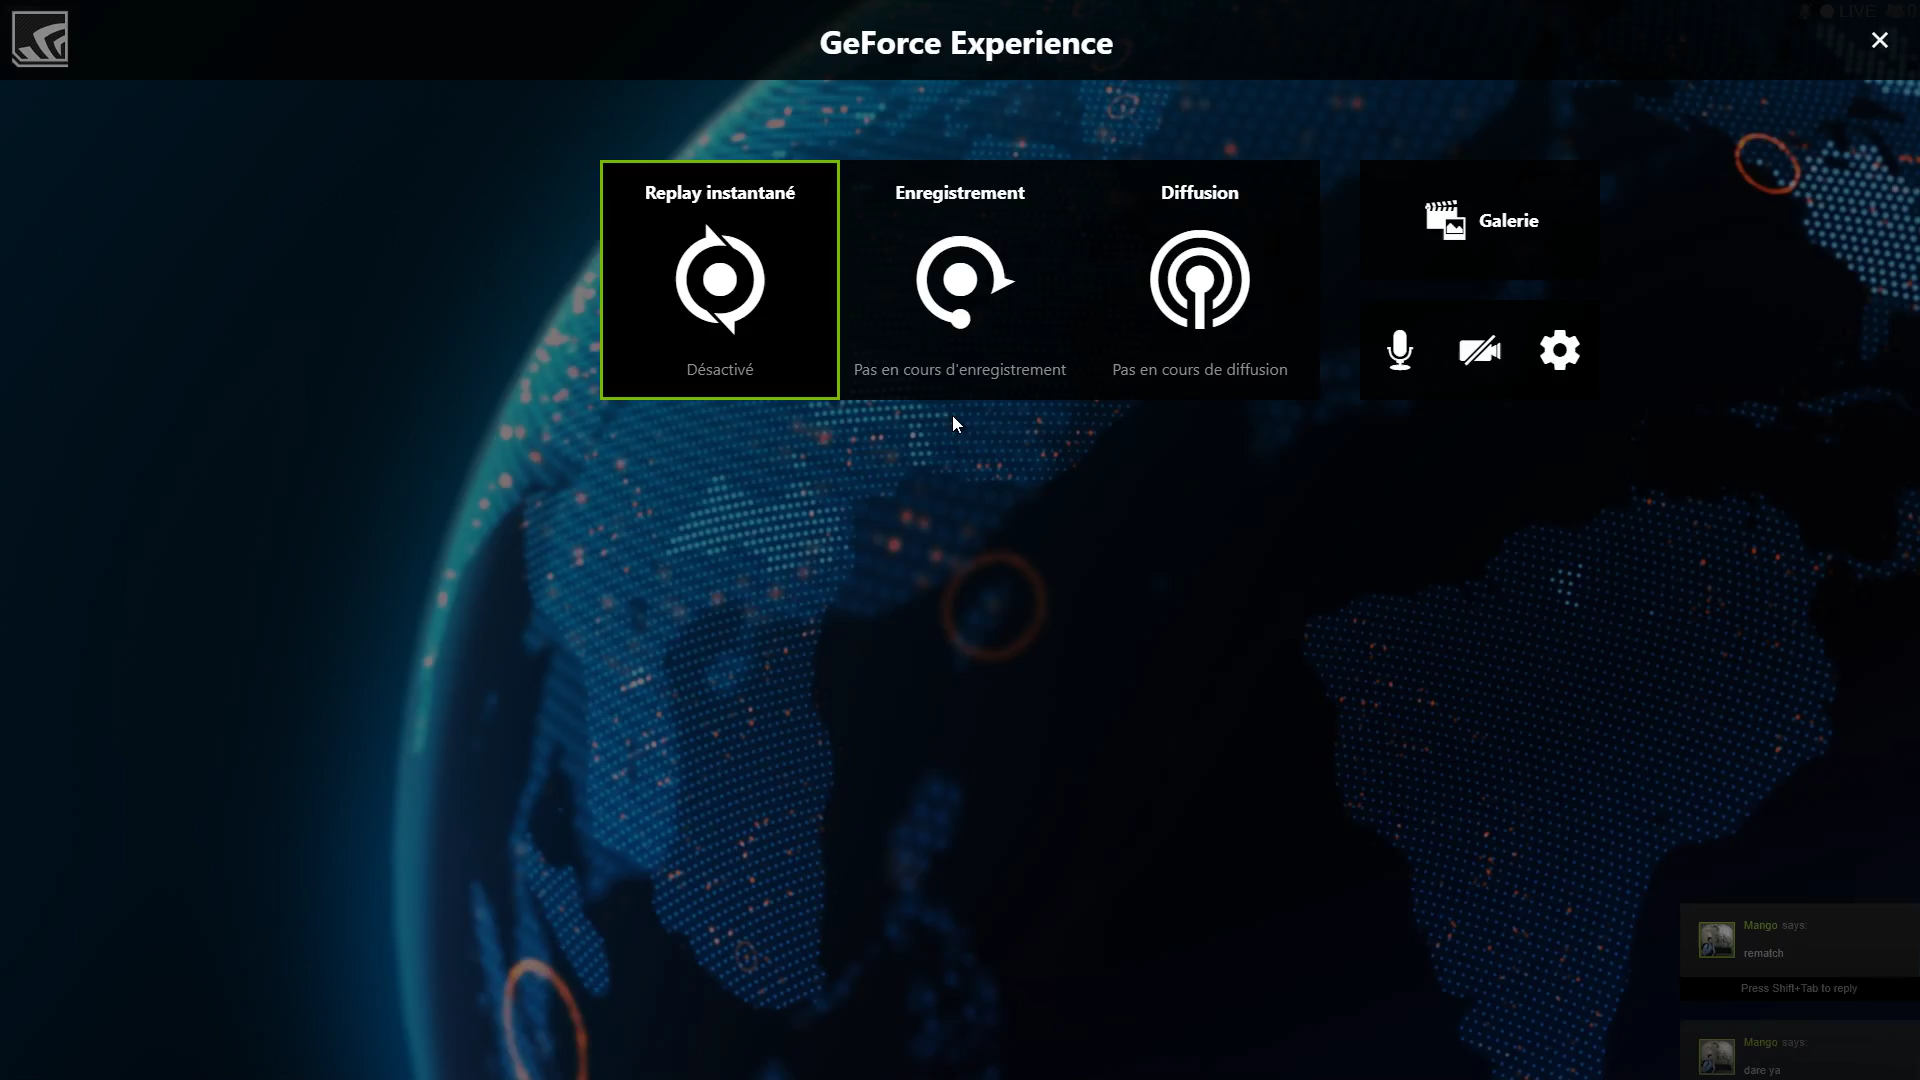 LIVE
GeForce Experience
Replay instantané
Enregistrement
Diffusion
Galerie
Désactivé
Pas en cours d'enregistrement
Pas en cours de diffusion
Mango says:
rematch
Press Shift+Tab to reply
Mango says:
dare ya